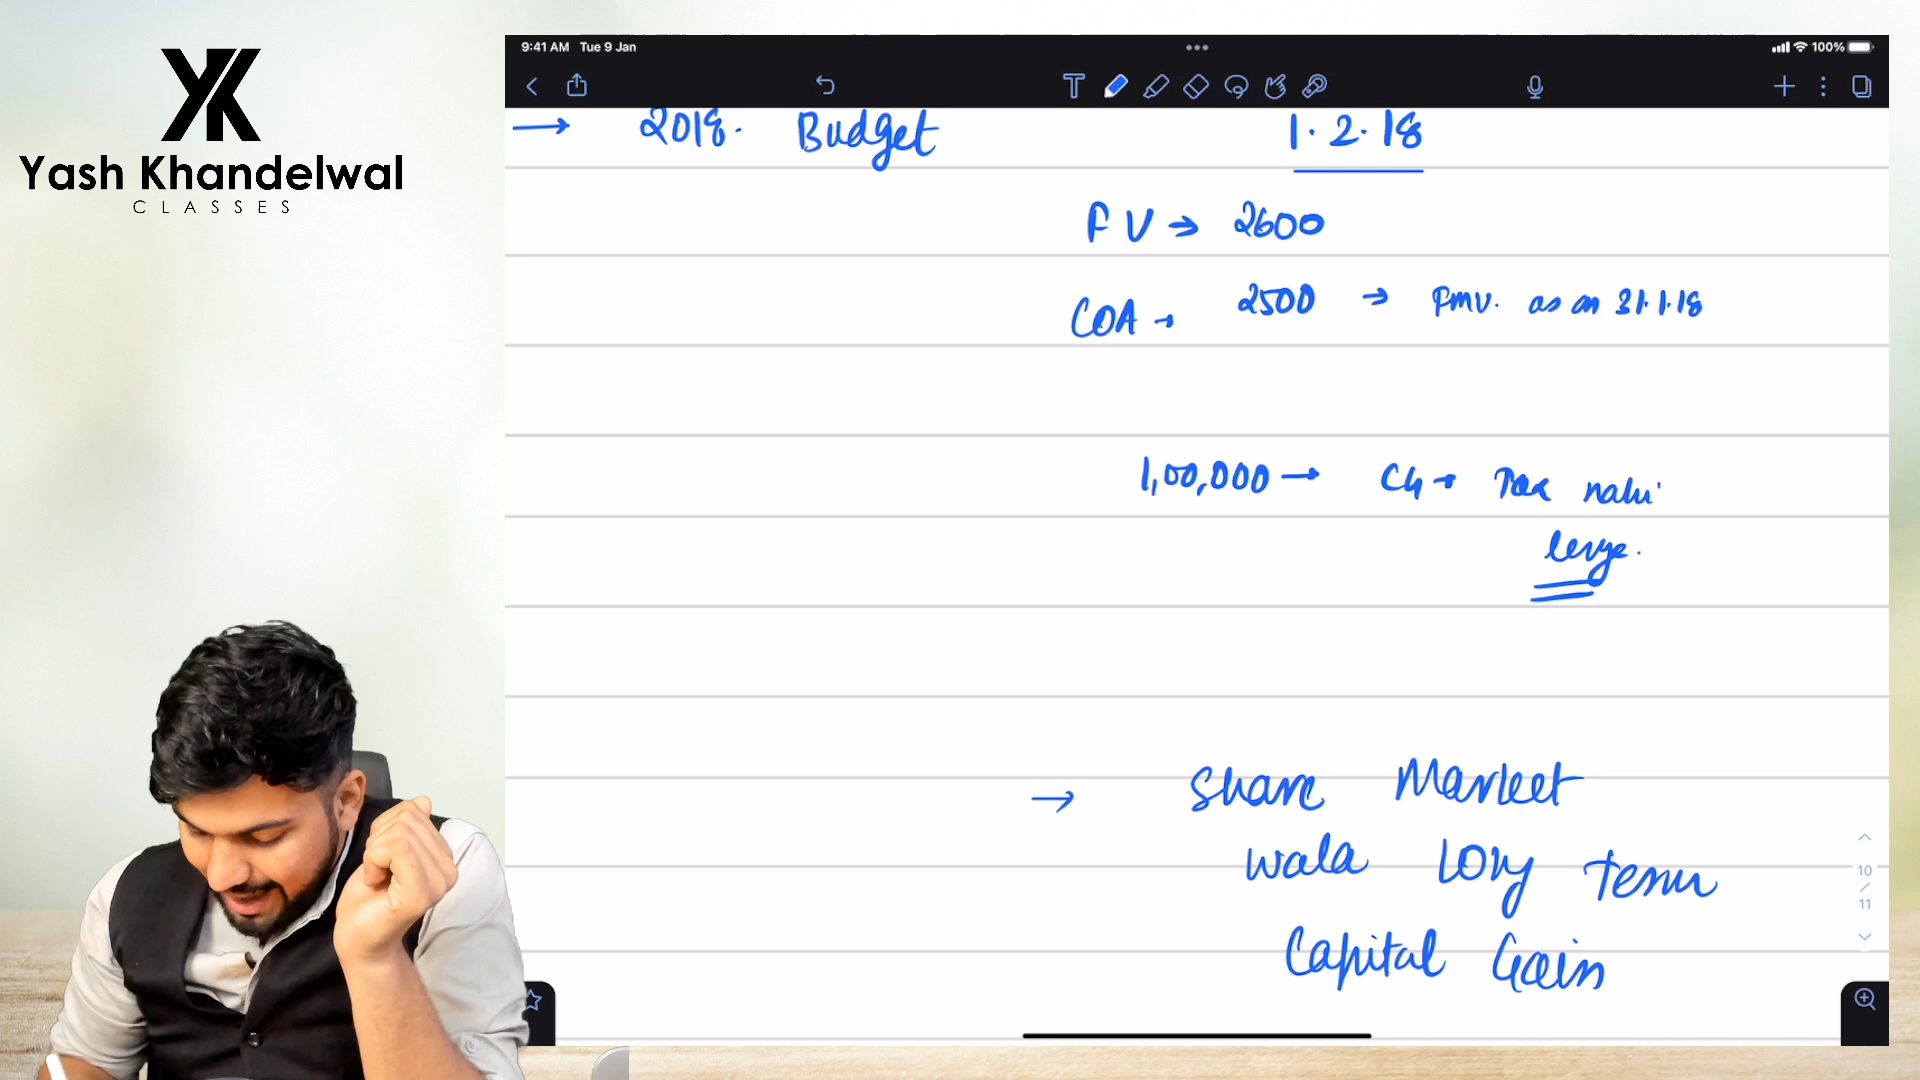 YK
Yash Khandelwal
CLASSES
9:41 AM Tue 9 Jan
100%
→ 2018. Budget 1.2.18
FV → 2600
COA → 2500 → FMV. as on 31.1.18
1,00,000 → CG → Tax nahi
lenge.
→ Share Market
wala Long Term
Capital Gain
10
/
11